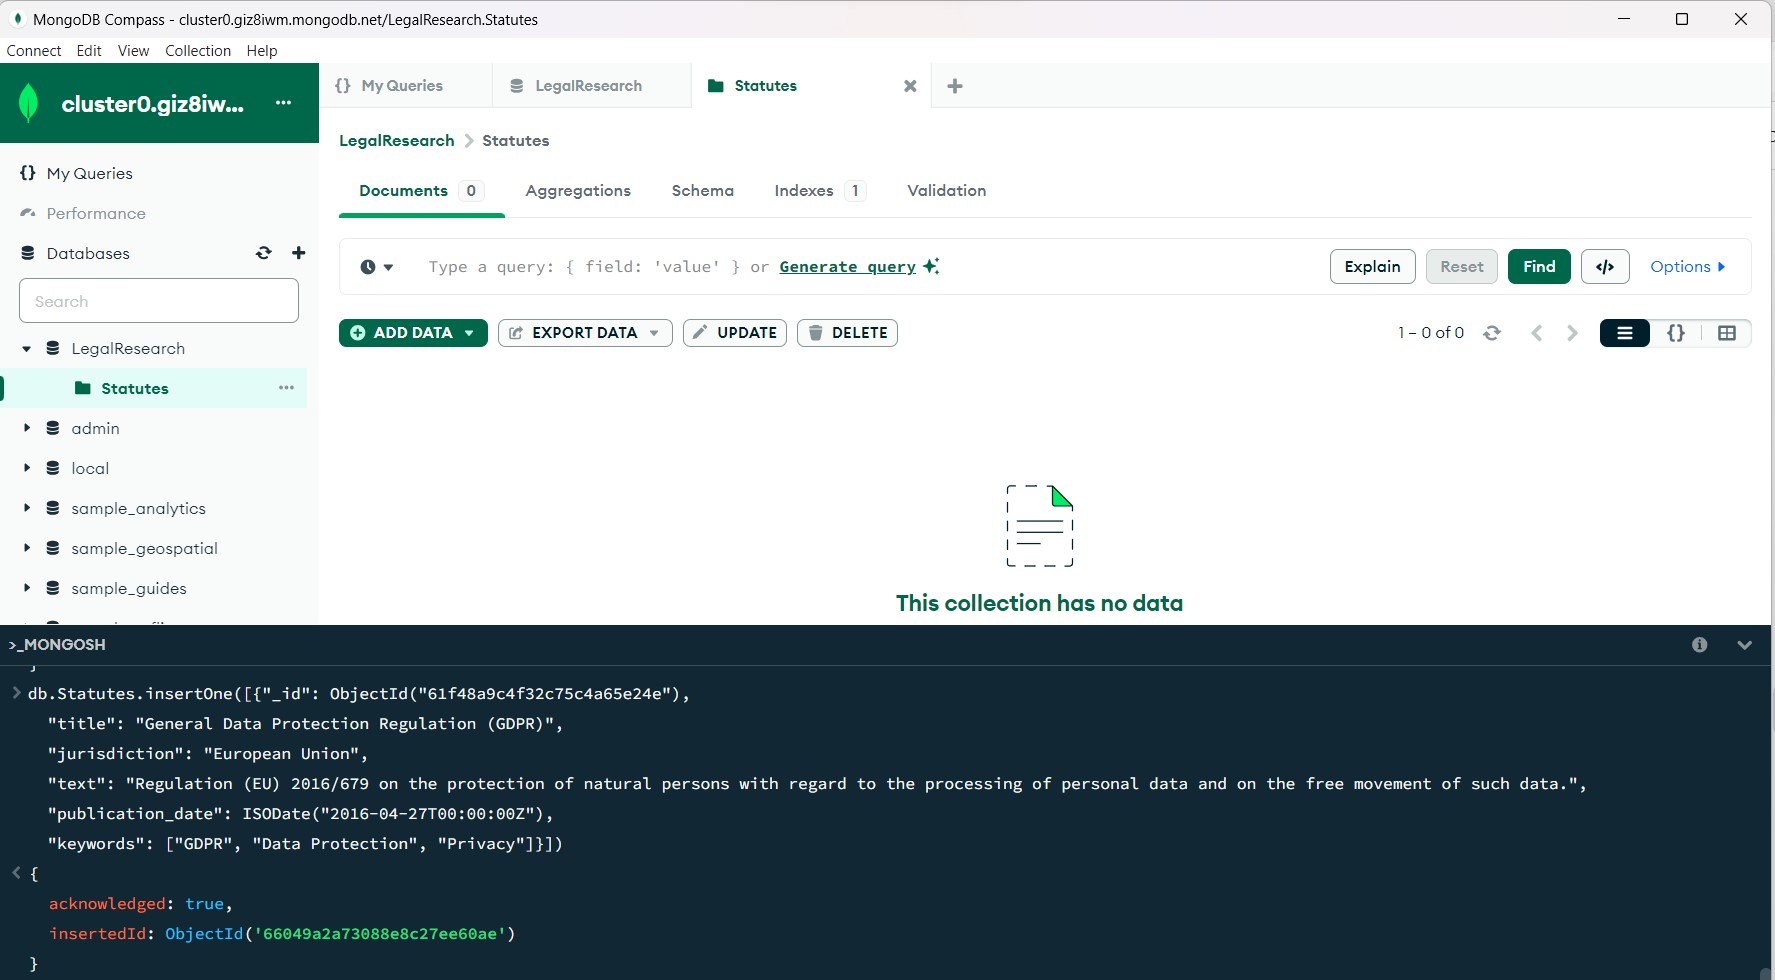 MongoDB Compass - cluster0.giz8iwm.mongodb.net/LegalResearch.Statutes
Connect Edit View Collection Help
cluster0.giz8iw...
{} My Queries
Performance
Databases
Search
LegalResearch
Statutes
admin
local
sample_analytics
sample_geospatial
sample_guides
{} My Queries LegalResearch Statutes
LegalResearch > Statutes
Documents 0 Aggregations Schema Indexes 1 Validation
Type a query: { field: 'value' } or Generate query
Explain Reset Find </> Options
ADD DATA EXPORT DATA UPDATE DELETE
1 – 0 of 0 {}
This collection has no data
>_MONGOSH
> db.Statutes.insertOne([{"_id": ObjectId("61f48a9c4f32c75c4a65e24e"),
"title": "General Data Protection Regulation (GDPR)",
"jurisdiction": "European Union",
"text": "Regulation (EU) 2016/679 on the protection of natural persons with regard to the processing of personal data and on the free movement of such data.",
"publication_date": ISODate("2016-04-27T00:00:00Z"),
"keywords": ["GDPR", "Data Protection", "Privacy"]}])
< {
acknowledged: true,
insertedId: ObjectId('66049a2a73088e8c27ee60ae')
}